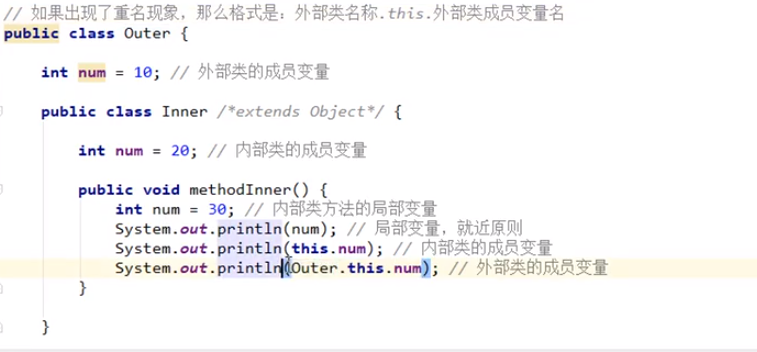 // 如果出现了重名现象，那么格式是：外部类名称.this.外部类成员变量名
public class Outer {
int num = 10; // 外部类的成员变量
public class Inner /*extends Object*/ {
int num = 20; // 内部类的成员变量
public void methodInner() {
int num = 30; // 内部类方法的局部变量
System.out.println(num); // 局部变量，就近原则
System.out.println(this.num); // 内部类的成员变量
System.out.println(Outer.this.num); // 外部类的成员变量
}
}